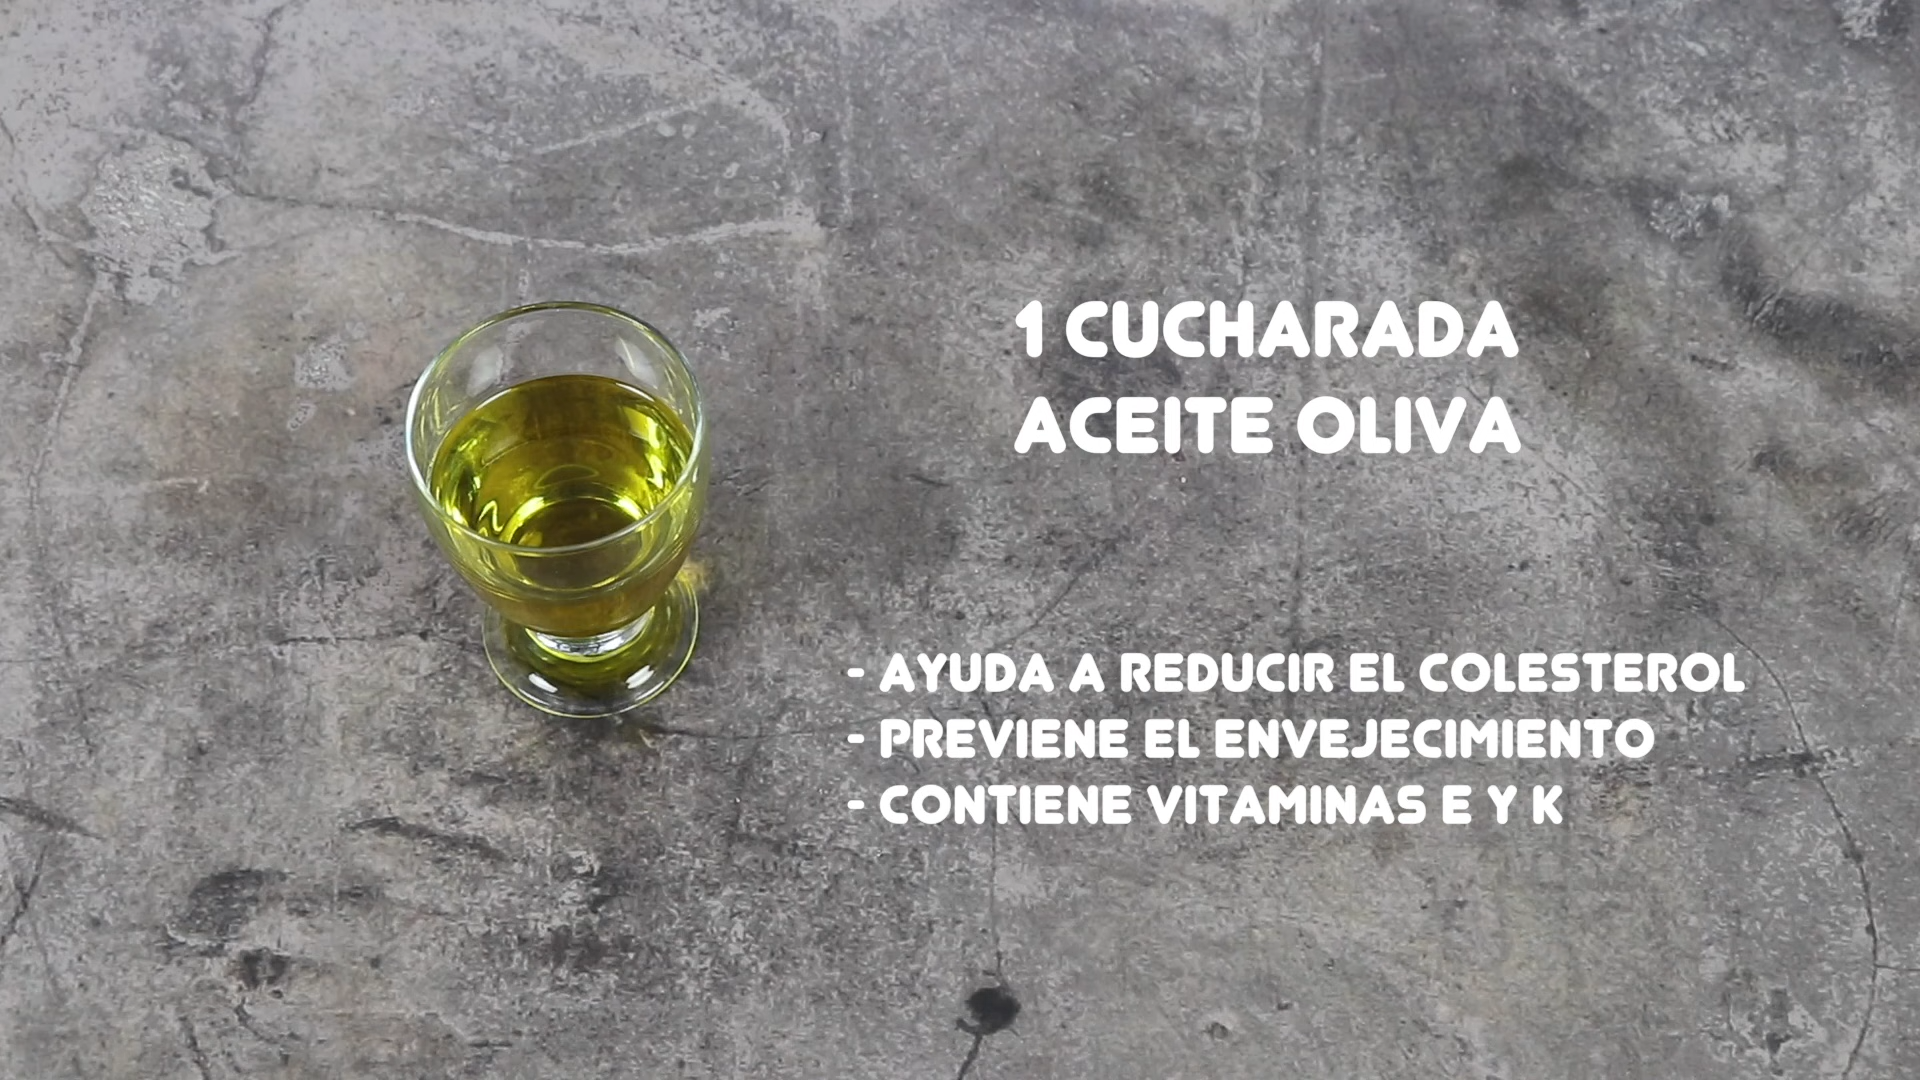 1 CUCHARADA
ACEITE OLIVA
- AYUDA A REDUCIR EL COLESTEROL
- PREVIENE EL ENVEJECIMIENTO
- CONTIENE VITAMINAS E Y K